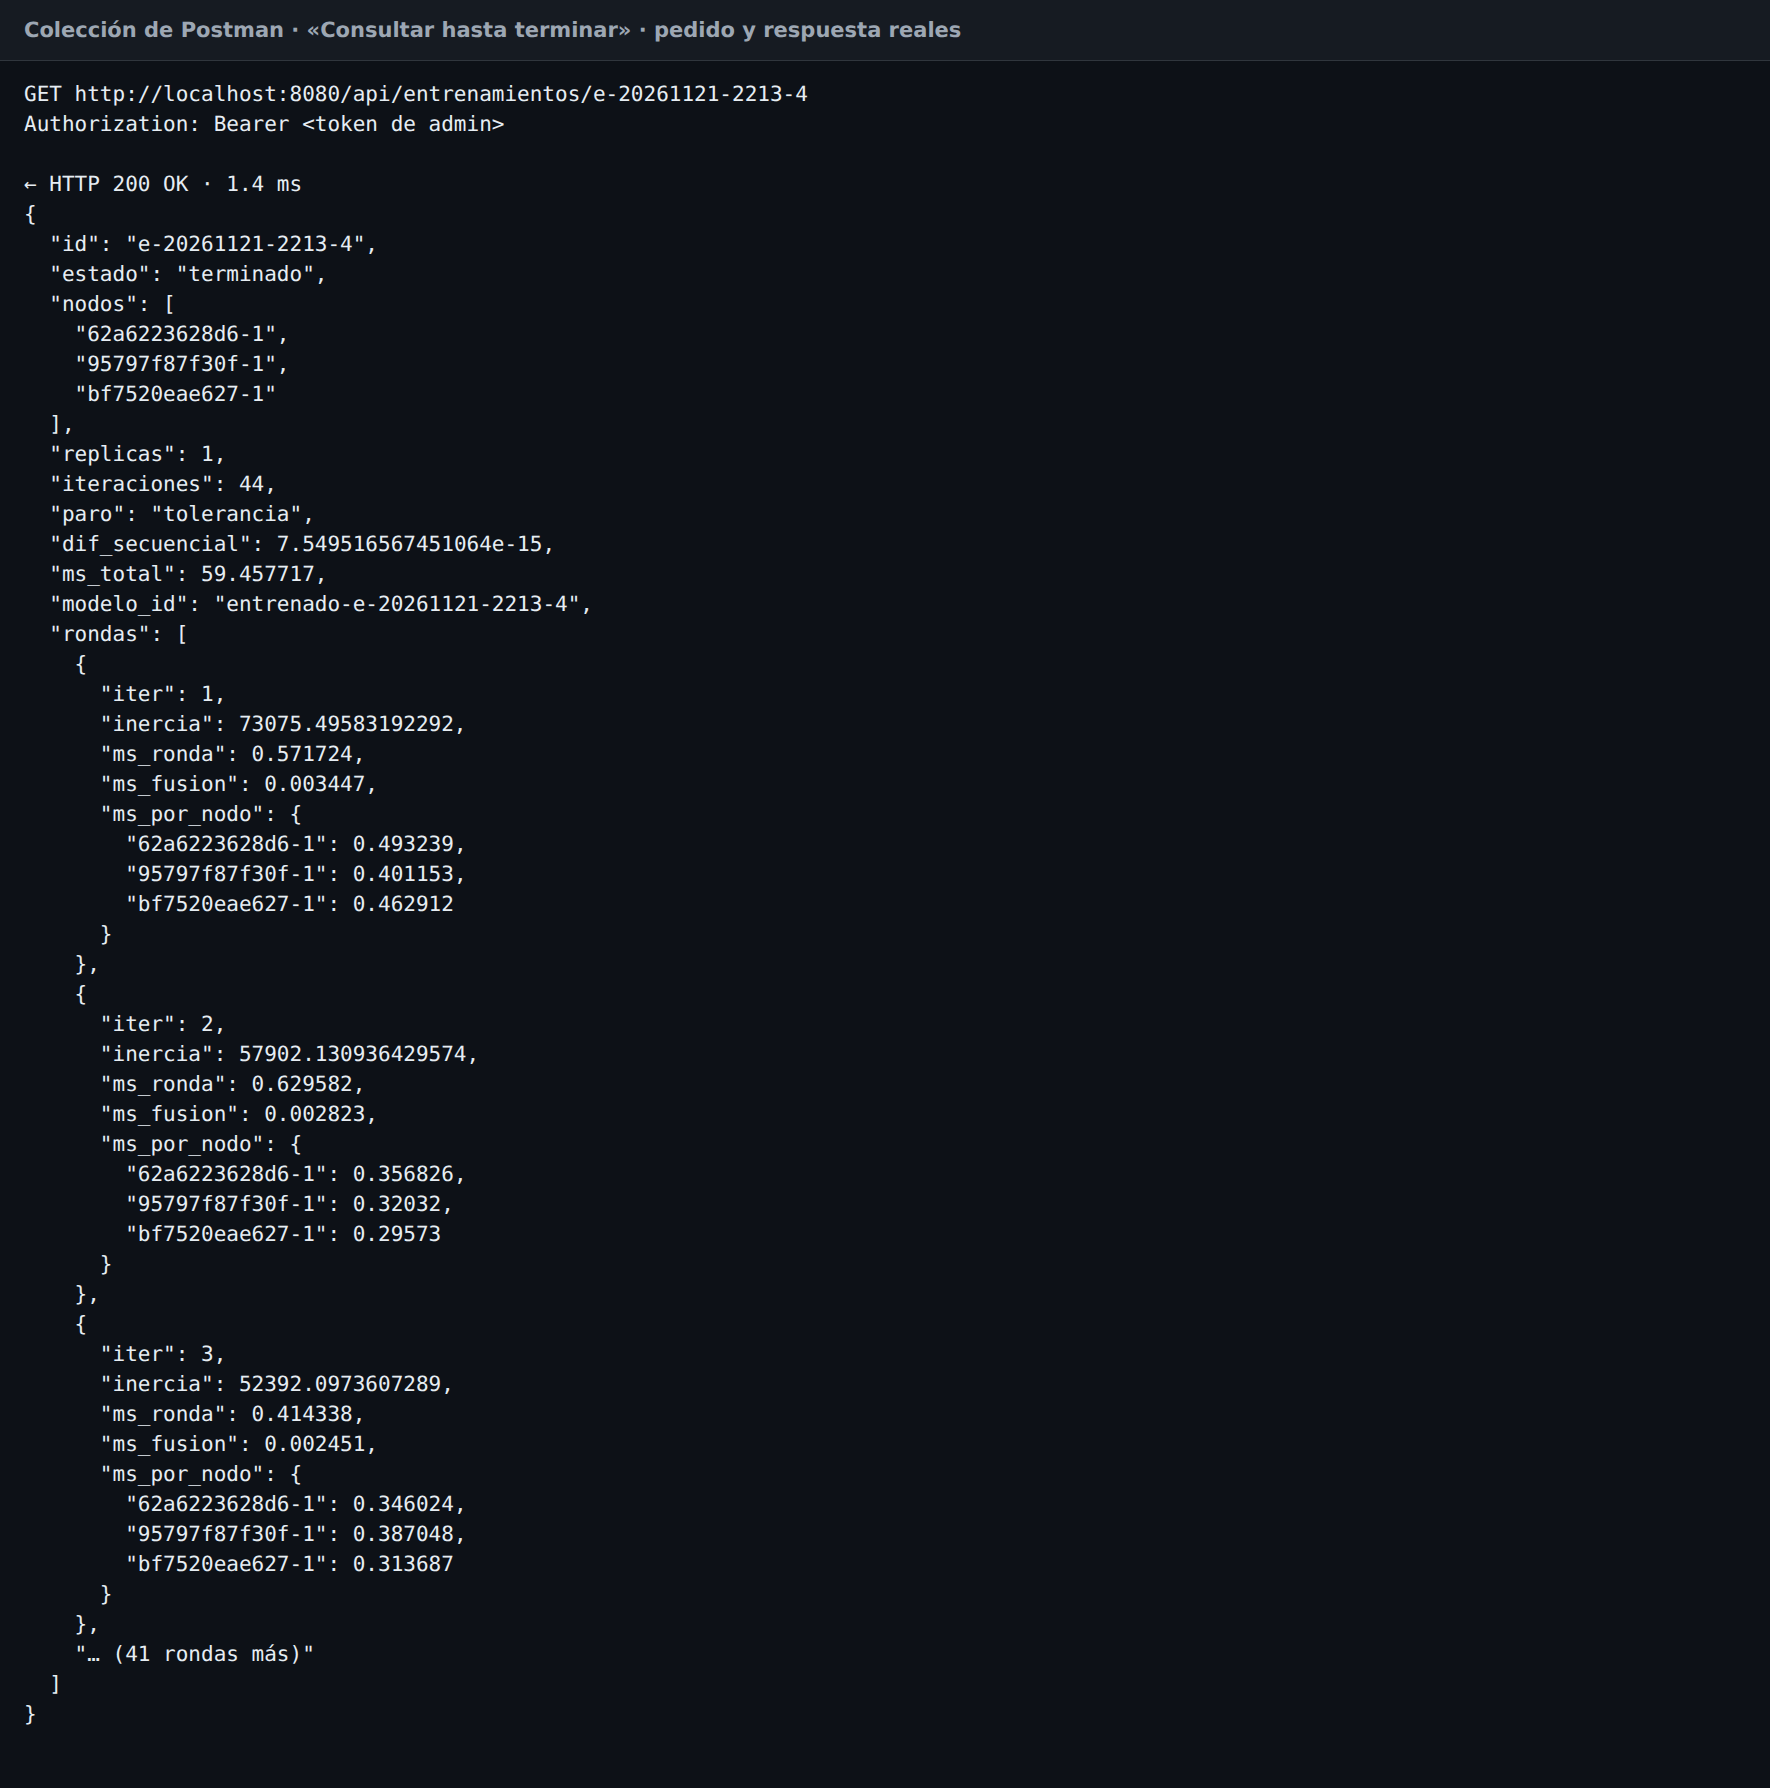 Colección de Postman · «Consultar hasta terminar» · pedido y respuesta reales
GET http://localhost:8080/api/entrenamientos/e-20261121-2213-4
Authorization: Bearer <token de admin>
← HTTP 200 OK · 1.4 ms
{
  "id": "e-20261121-2213-4",
  "estado": "terminado",
  "nodos": [
    "62a6223628d6-1",
    "95797f87f30f-1",
    "bf7520eae627-1"
  ],
  "replicas": 1,
  "iteraciones": 44,
  "paro": "tolerancia",
  "dif_secuencial": 7.549516567451064e-15,
  "ms_total": 59.457717,
  "modelo_id": "entrenado-e-20261121-2213-4",
  "rondas": [
    {
      "iter": 1,
      "inercia": 73075.49583192292,
      "ms_ronda": 0.571724,
      "ms_fusion": 0.003447,
      "ms_por_nodo": {
        "62a6223628d6-1": 0.493239,
        "95797f87f30f-1": 0.401153,
        "bf7520eae627-1": 0.462912
      }
    },
    {
      "iter": 2,
      "inercia": 57902.130936429574,
      "ms_ronda": 0.629582,
      "ms_fusion": 0.002823,
      "ms_por_nodo": {
        "62a6223628d6-1": 0.356826,
        "95797f87f30f-1": 0.32032,
        "bf7520eae627-1": 0.29573
      }
    },
    {
      "iter": 3,
      "inercia": 52392.0973607289,
      "ms_ronda": 0.414338,
      "ms_fusion": 0.002451,
      "ms_por_nodo": {
        "62a6223628d6-1": 0.346024,
        "95797f87f30f-1": 0.387048,
        "bf7520eae627-1": 0.313687
      }
    },
    "… (41 rondas más)"
  ]
}